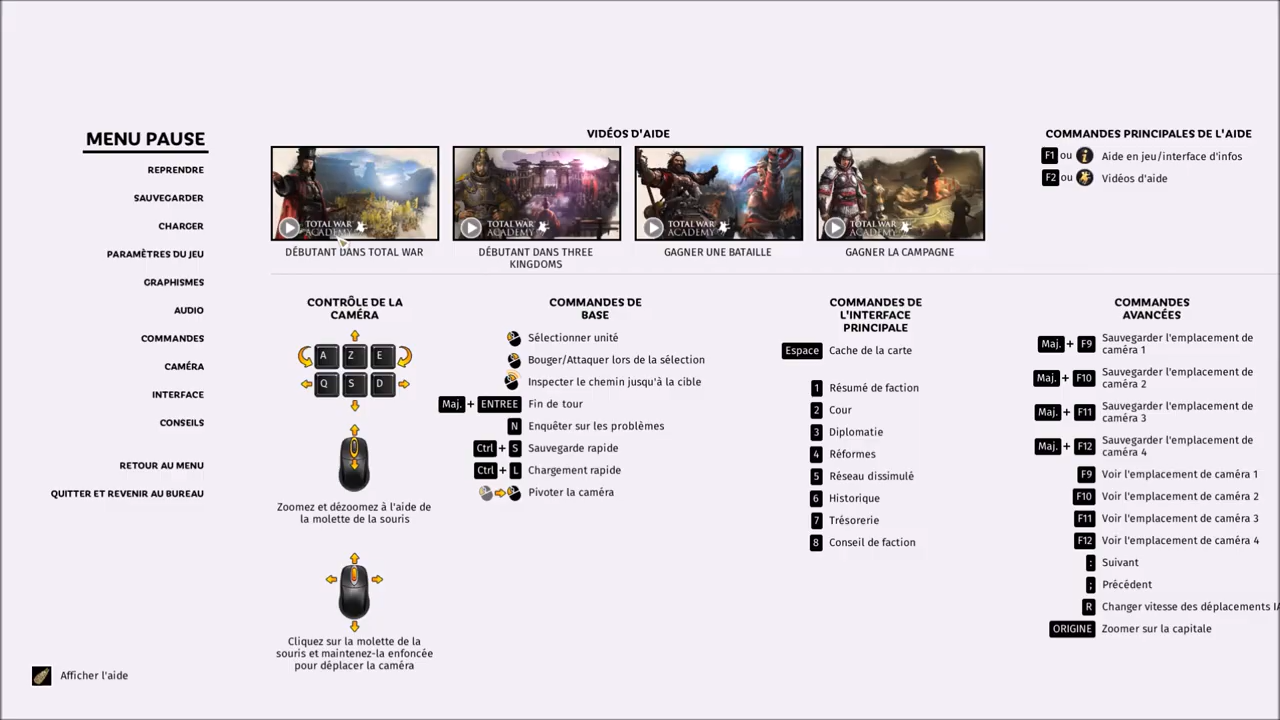 MENU PAUSE
REPRENDRE
SAUVEGARDER
CHARGER
PARAMÈTRES DU JEU
GRAPHISMES
AUDIO
COMMANDES
CAMÉRA
INTERFACE
CONSEILS
RETOUR AU MENU
QUITTER ET REVENIR AU BUREAU
Afficher l'aide
VIDÉOS D'AIDE
TOTAL WAR
ACADEMY
DÉBUTANT DANS TOTAL WAR
TOTAL WAR
ACADEMY
DÉBUTANT DANS THREE
KINGDOMS
TOTAL WAR
ACADEMY
GAGNER UNE BATAILLE
TOTAL WAR
ACADEMY
GAGNER LA CAMPAGNE
COMMANDES PRINCIPALES DE L'AIDE
F1 ou Aide en jeu/interface d'infos
F2 ou Vidéos d'aide
CONTRÔLE DE LA
CAMÉRA
A Z E
Q S D
Zoomez et dézoomez à l'aide de
la molette de la souris
Cliquez sur la molette de la
souris et maintenez-la enfoncée
pour déplacer la caméra
COMMANDES DE
BASE
Sélectionner unité
Bouger/Attaquer lors de la sélection
Inspecter le chemin jusqu'à la cible
Maj. + ENTREE Fin de tour
N Enquêter sur les problèmes
Ctrl + S Sauvegarde rapide
Ctrl + L Chargement rapide
Pivoter la caméra
COMMANDES DE
L'INTERFACE
PRINCIPALE
Espace Cache de la carte
1 Résumé de faction
2 Cour
3 Diplomatie
4 Réformes
5 Réseau dissimulé
6 Historique
7 Trésorerie
8 Conseil de faction
COMMANDES
AVANCÉES
Maj. + F9 Sauvegarder l'emplacement de
caméra 1
Maj. + F10 Sauvegarder l'emplacement de
caméra 2
Maj. + F11 Sauvegarder l'emplacement de
caméra 3
Maj. + F12 Sauvegarder l'emplacement de
caméra 4
F9 Voir l'emplacement de caméra 1
F10 Voir l'emplacement de caméra 2
F11 Voir l'emplacement de caméra 3
F12 Voir l'emplacement de caméra 4
: Suivant
; Précédent
R Changer vitesse des déplacements IA
ORIGINE Zoomer sur la capitale